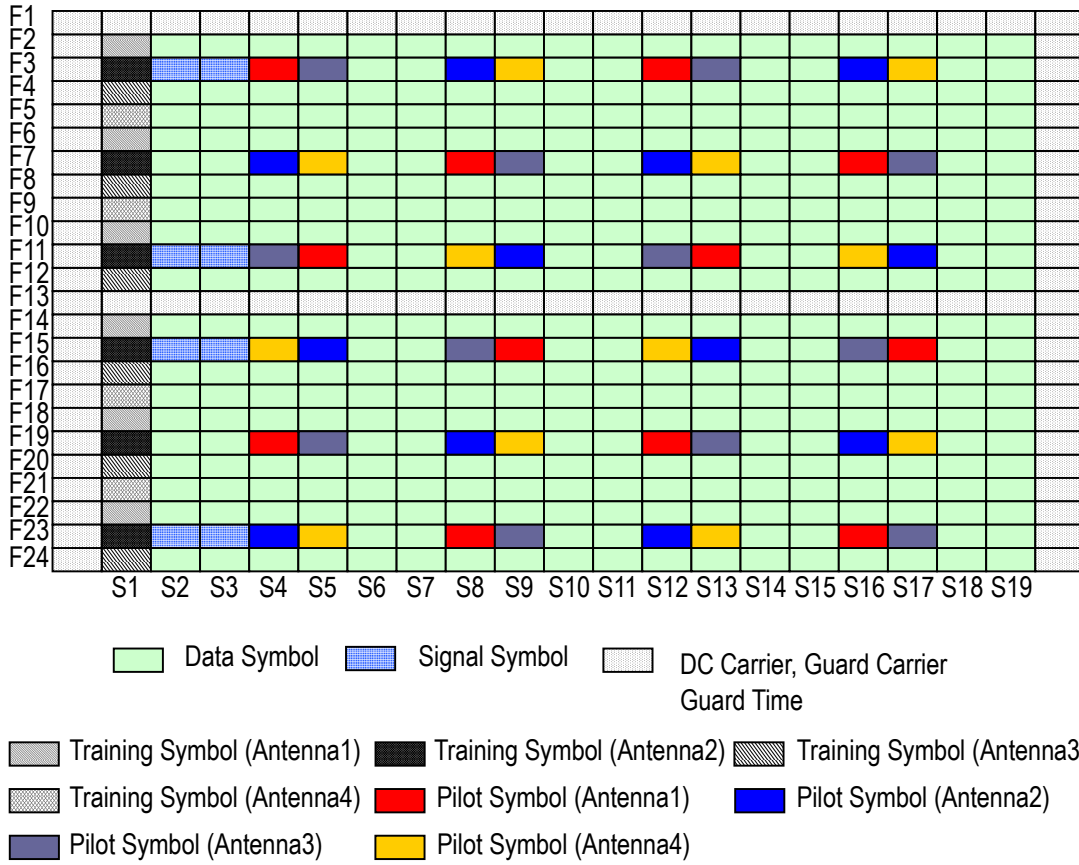 F1
F2
F3
F4
F5
F6
F7
F8
F9
F10
F11
F12
F13
F14
F15
F16
F17
F18
F19
F20
F21
F22
F23
F24
S1 S2 S3 S4 S5 S6 S7 S8 S9 S10 S11 S12 S13 S14 S15 S16 S17 S18 S19
Data Symbol Signal Symbol DC Carrier, Guard Carrier
Guard Time
Training Symbol (Antenna1) Training Symbol (Antenna2) Training Symbol (Antenna3
Training Symbol (Antenna4) Pilot Symbol (Antenna1) Pilot Symbol (Antenna2)
Pilot Symbol (Antenna3) Pilot Symbol (Antenna4)